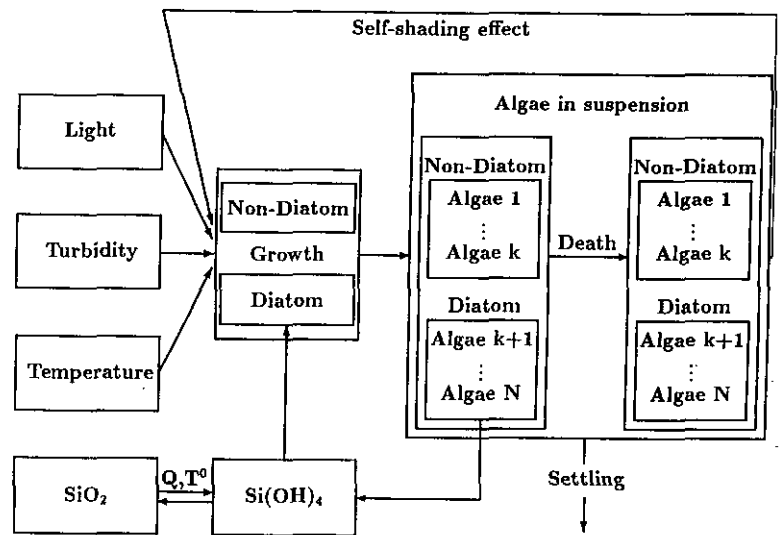 Self-shading effect
Algae in suspension
Light
Turbidity
Temperature
Non-Diatom
Growth
Diatom
Non-Diatom
Algae 1
⋮
Algae k
Diatom
Algae k+1
⋮
Algae N
Death
Non-Diatom
Algae 1
⋮
Algae k
Diatom
Algae k+1
⋮
Algae N
SiO₂
Q,T⁰
Si(OH)₄
Settling